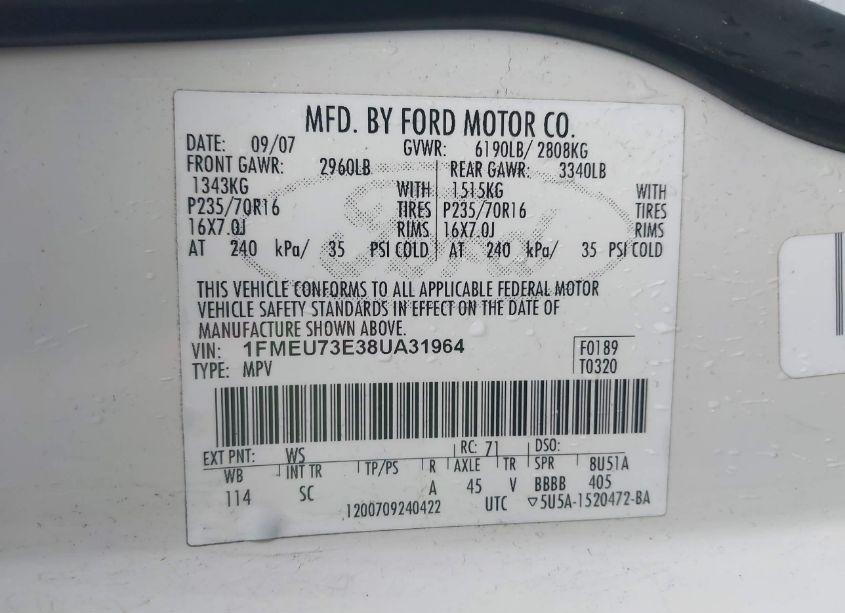 MFD. BY FORD MOTOR CO.
DATE: 09/07 GVWR: 6190LB/ 2808KG
FRONT GAWR: 2960LB REAR GAWR: 3340LB
1343KG WITH 1515KG WITH
P235/70R16 TIRES P235/70R16 TIRES
16X7.0J RIMS 16X7.0J RIMS
AT 240 kPa/ 35 PSI COLD AT 240 kPa/ 35 PSI COLD
THIS VEHICLE CONFORMS TO ALL APPLICABLE FEDERAL MOTOR
VEHICLE SAFETY STANDARDS IN EFFECT ON THE DATE OF
MANUFACTURE SHOWN ABOVE.
VIN: 1FMEU73E38UA31964 F0189
TYPE: MPV T0320
EXT PNT: WS RC: 71 DSO:
WB INT TR TP/PS R AXLE TR SPR 8U51A
114 SC A 45 V BBBB 405
1200709240422 UTC ▽5U5A-1520472-BA